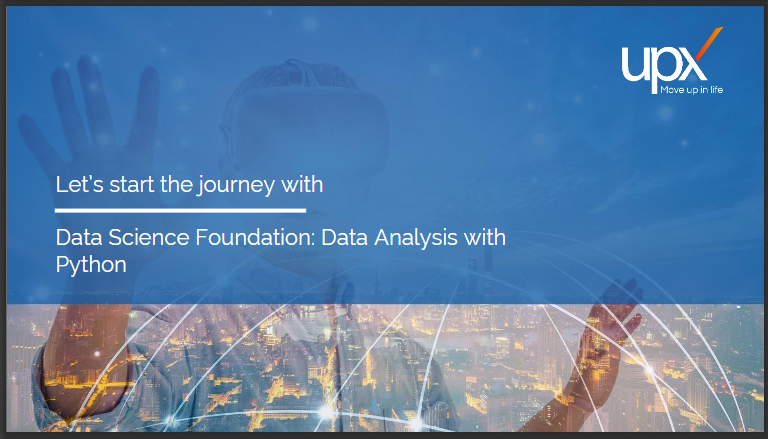 upx
Move up in life
Let's start the journey with
Data Science Foundation: Data Analysis with
Python